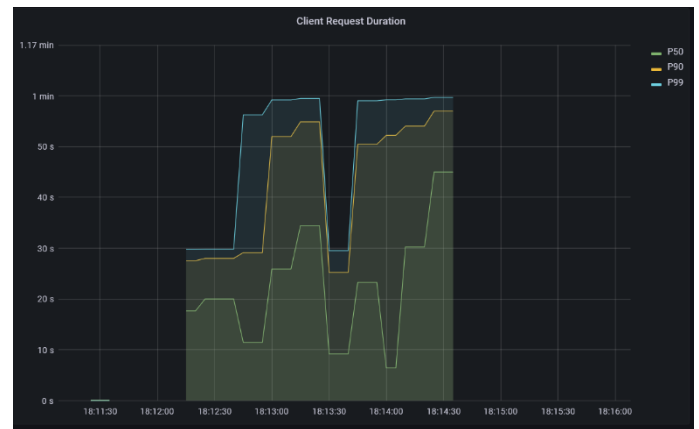 Client Request Duration
1.17 min
1 min
50 s
40 s
30 s
20 s
10 s
0 s
18:11:30 18:12:00 18:12:30 18:13:00 18:13:30 18:14:00 18:14:30 18:15:00 18:15:30 18:16:00
P50
P90
P99